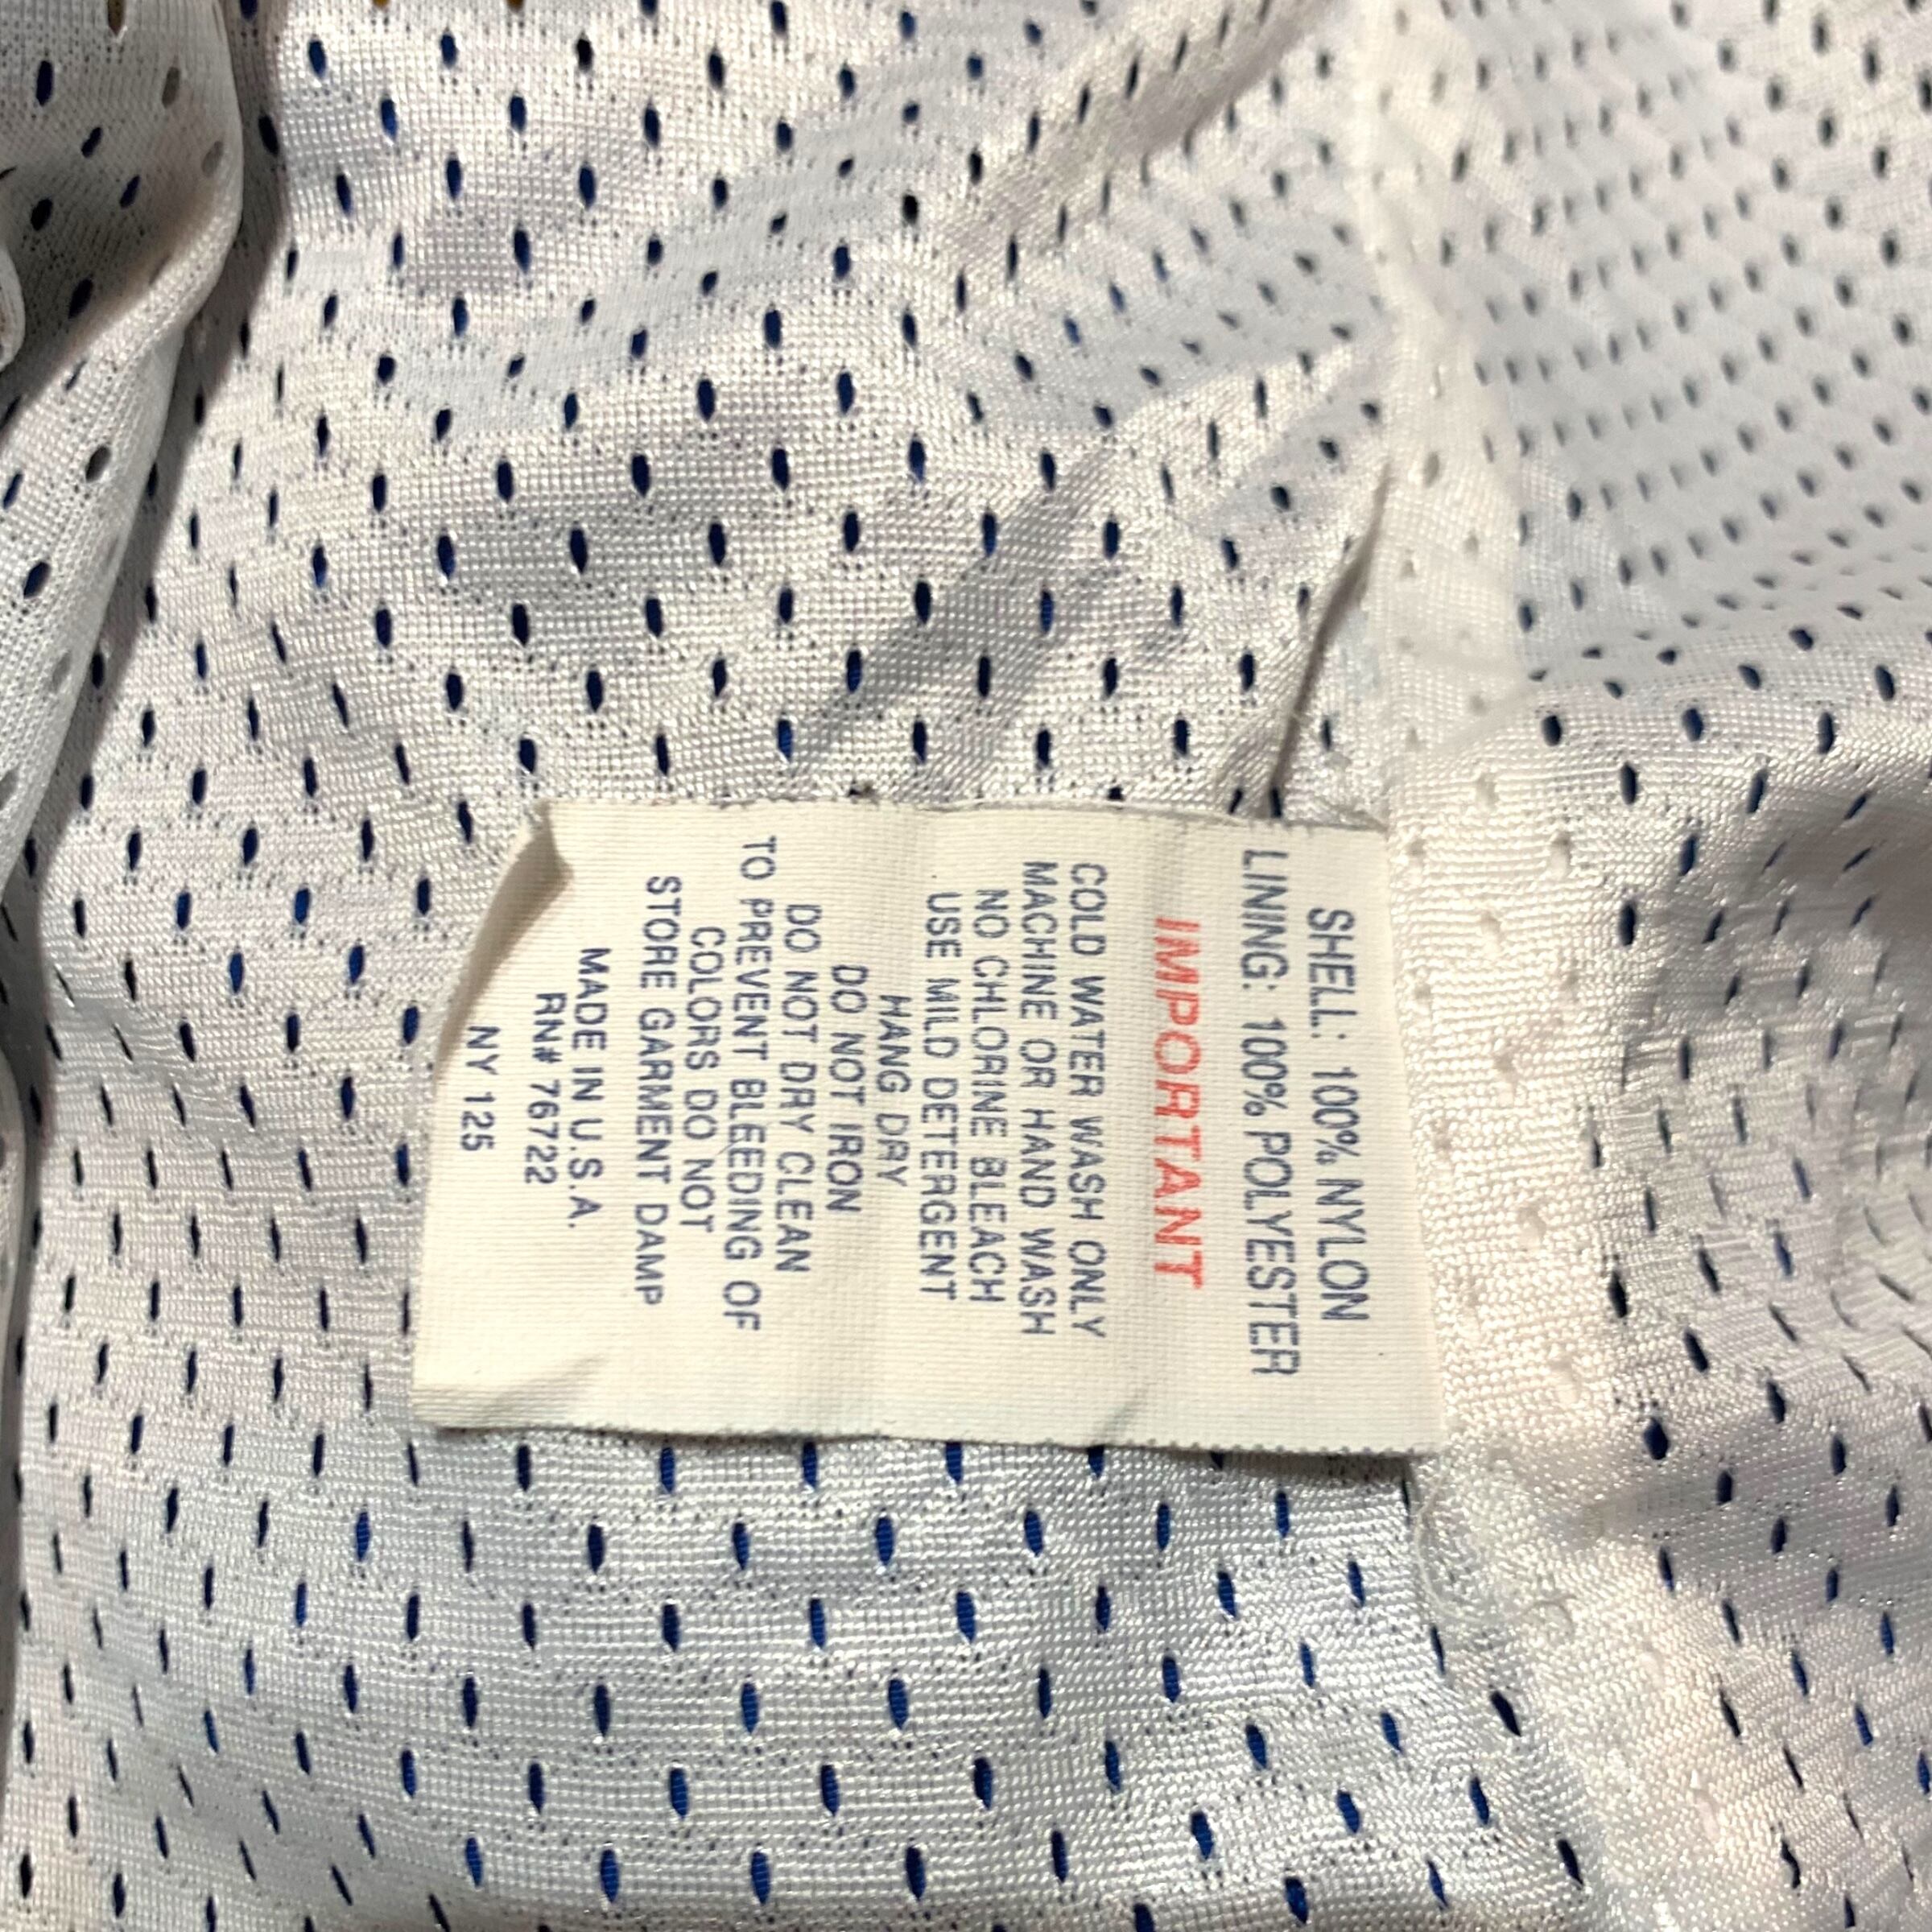 SHELL: 100% NYLON
LINING: 100% POLYESTER
IMPORTANT
COLD WATER WASH ONLY
MACHINE OR HAND WASH
NO CHLORINE BLEACH
USE MILD DETERGENT
HANG DRY
DO NOT IRON
DO NOT DRY CLEAN
TO PREVENT BLEEDING OF
COLORS DO NOT
STORE GARMENT DAMP
MADE IN U.S.A.
RN# 76722
NY 125